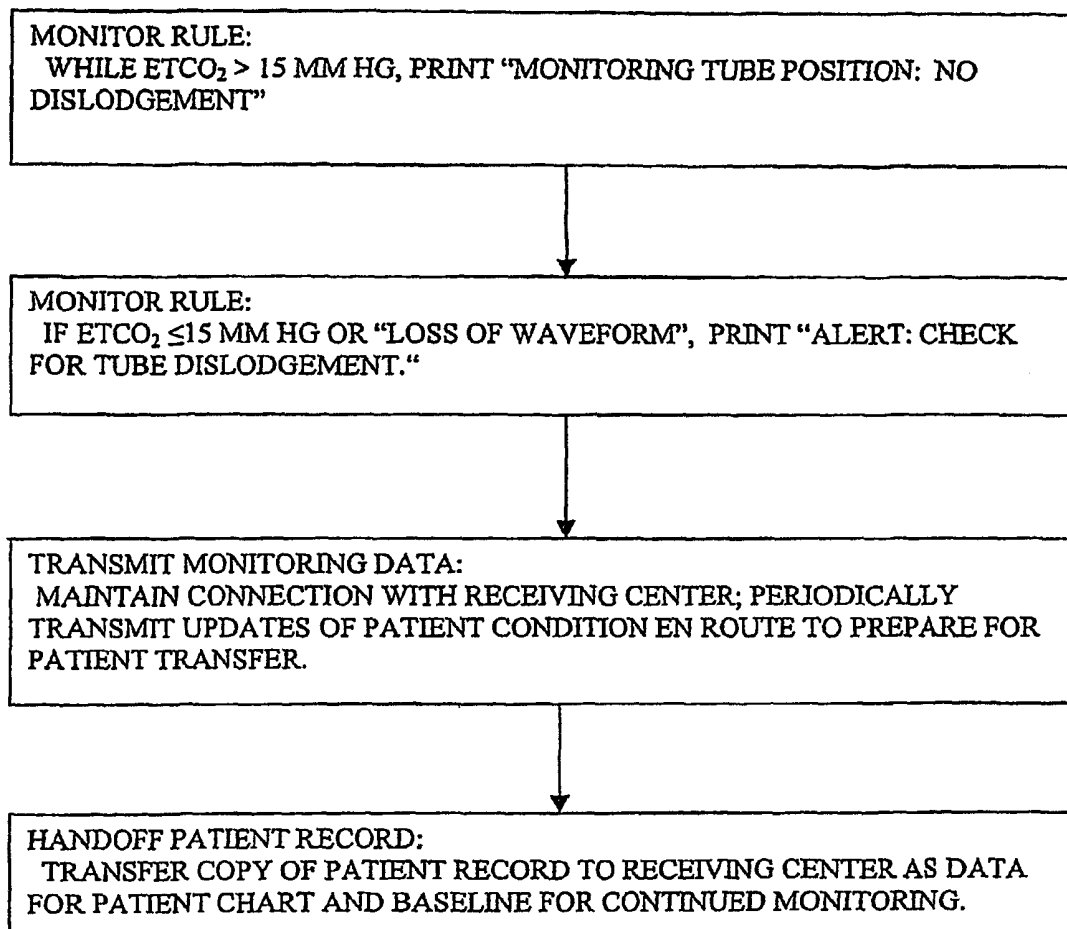 MONITOR RULE:
WHILE ETCO₂ > 15 MM HG, PRINT “MONITORING TUBE POSITION: NO
DISLODGEMENT”
MONITOR RULE:
IF ETCO₂ ≤15 MM HG OR “LOSS OF WAVEFORM”, PRINT “ALERT: CHECK
FOR TUBE DISLODGEMENT.“
TRANSMIT MONITORING DATA:
MAINTAIN CONNECTION WITH RECEIVING CENTER; PERIODICALLY
TRANSMIT UPDATES OF PATIENT CONDITION EN ROUTE TO PREPARE FOR
PATIENT TRANSFER.
HANDOFF PATIENT RECORD:
TRANSFER COPY OF PATIENT RECORD TO RECEIVING CENTER AS DATA
FOR PATIENT CHART AND BASELINE FOR CONTINUED MONITORING.